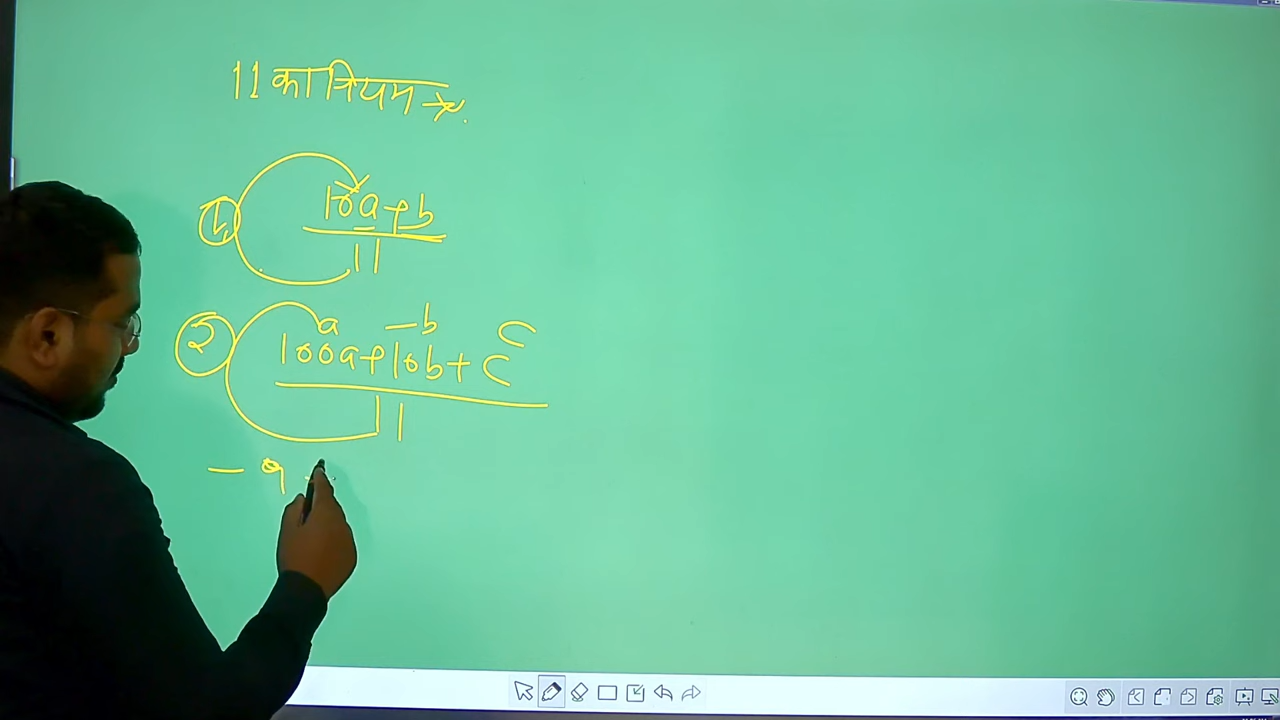 11 का नियम →
1, 10a+b
11
2 a -b c
100a+10b+c
11
- 9